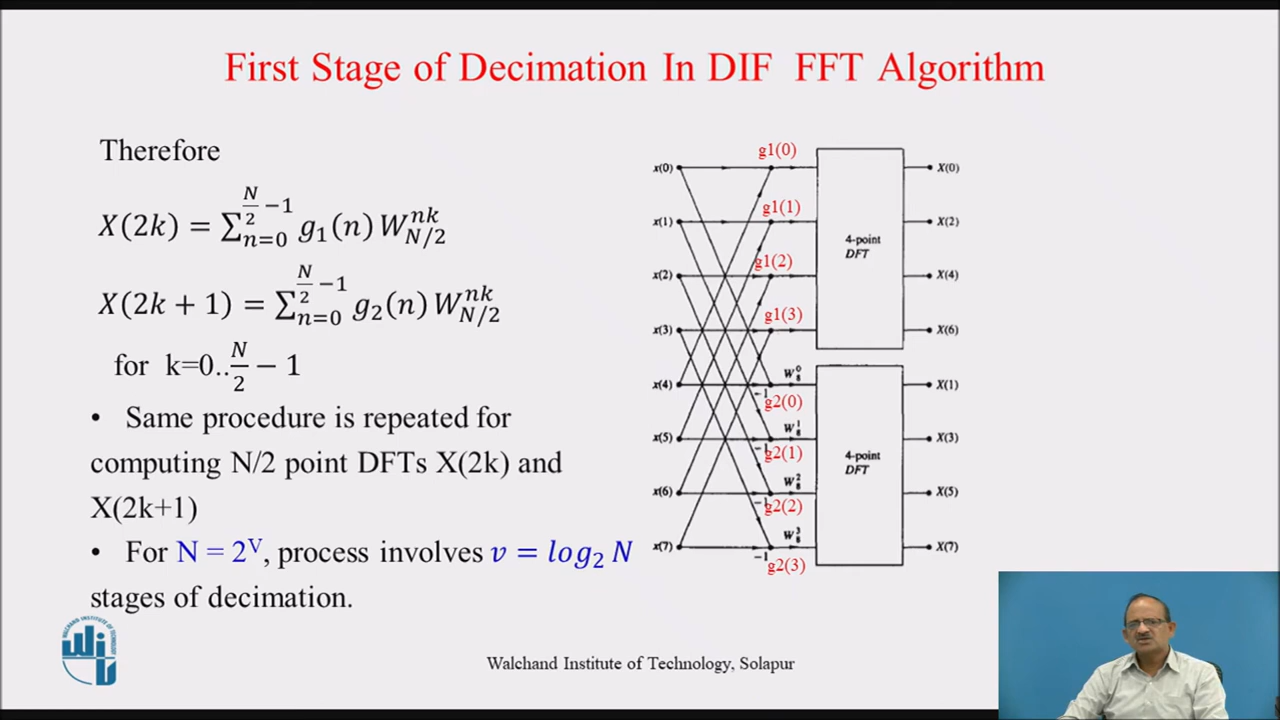 First Stage of Decimation In DIF FFT Algorithm
Therefore
X(2k) = ∑_{n=0}^{N/2 −1} g₁(n) W_{N/2}^{nk}
X(2k + 1) = ∑_{n=0}^{N/2 −1} g₂(n) W_{N/2}^{nk}
for k=0..N/2 − 1
• Same procedure is repeated for
computing N/2 point DFTs X(2k) and
X(2k+1)
• For N = 2^V, process involves v = log₂ N
stages of decimation.
g1(0)
x(0) X(0)
g1(1)
x(1) X(2)
g1(2)
x(2) X(4)
g1(3)
x(3) X(6)
4-point
DFT
W₈⁰
x(4) X(1)
-1 g2(0)
W₈¹
x(5) X(3)
-1 g2(1)
W₈²
x(6) X(5)
-1 g2(2)
W₈³
x(7) X(7)
-1 g2(3)
4-point
DFT
WALCHAND INSTITUTE OF TECHNOLOGY
WiT
Walchand Institute of Technology, Solapur